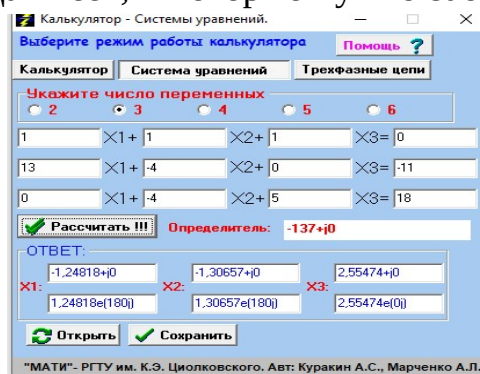 Калькулятор - Системы уравнений.
Выберите режим работы калькулятора Помощь ?
Калькулятор Система уравнений Трехфазные цепи
Укажите число переменных
2 3 4 5 6
1 X1+ 1 X2+ 1 X3= 0
13 X1+ -4 X2+ 0 X3= -11
0 X1+ -4 X2+ 5 X3= 18
Рассчитать !!! Определитель: -137+j0
ОТВЕТ:
X1: -1,24818+j0 X2: -1,30657+j0 X3: 2,55474+j0
1,24818e(180j) 1,30657e(180j) 2,55474e(0j)
Открыть Сохранить
"МАТИ"- РГТУ им. К.Э. Циолковского. Авт: Куракин А.С., Марченко А.Л.